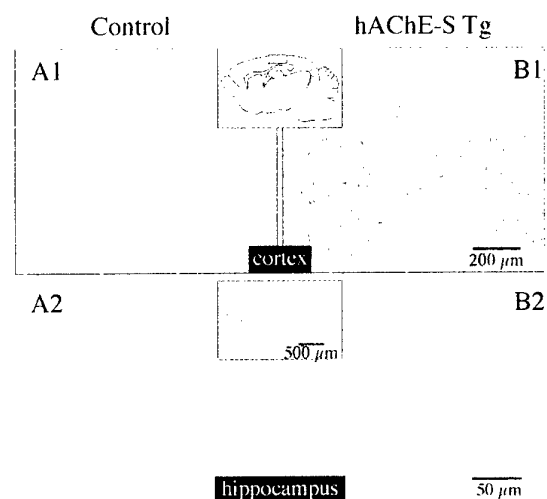 Control hAChE-S Tg
A1 B1
cortex 200 μm
A2 B2
500 μm
hippocampus 50 μm